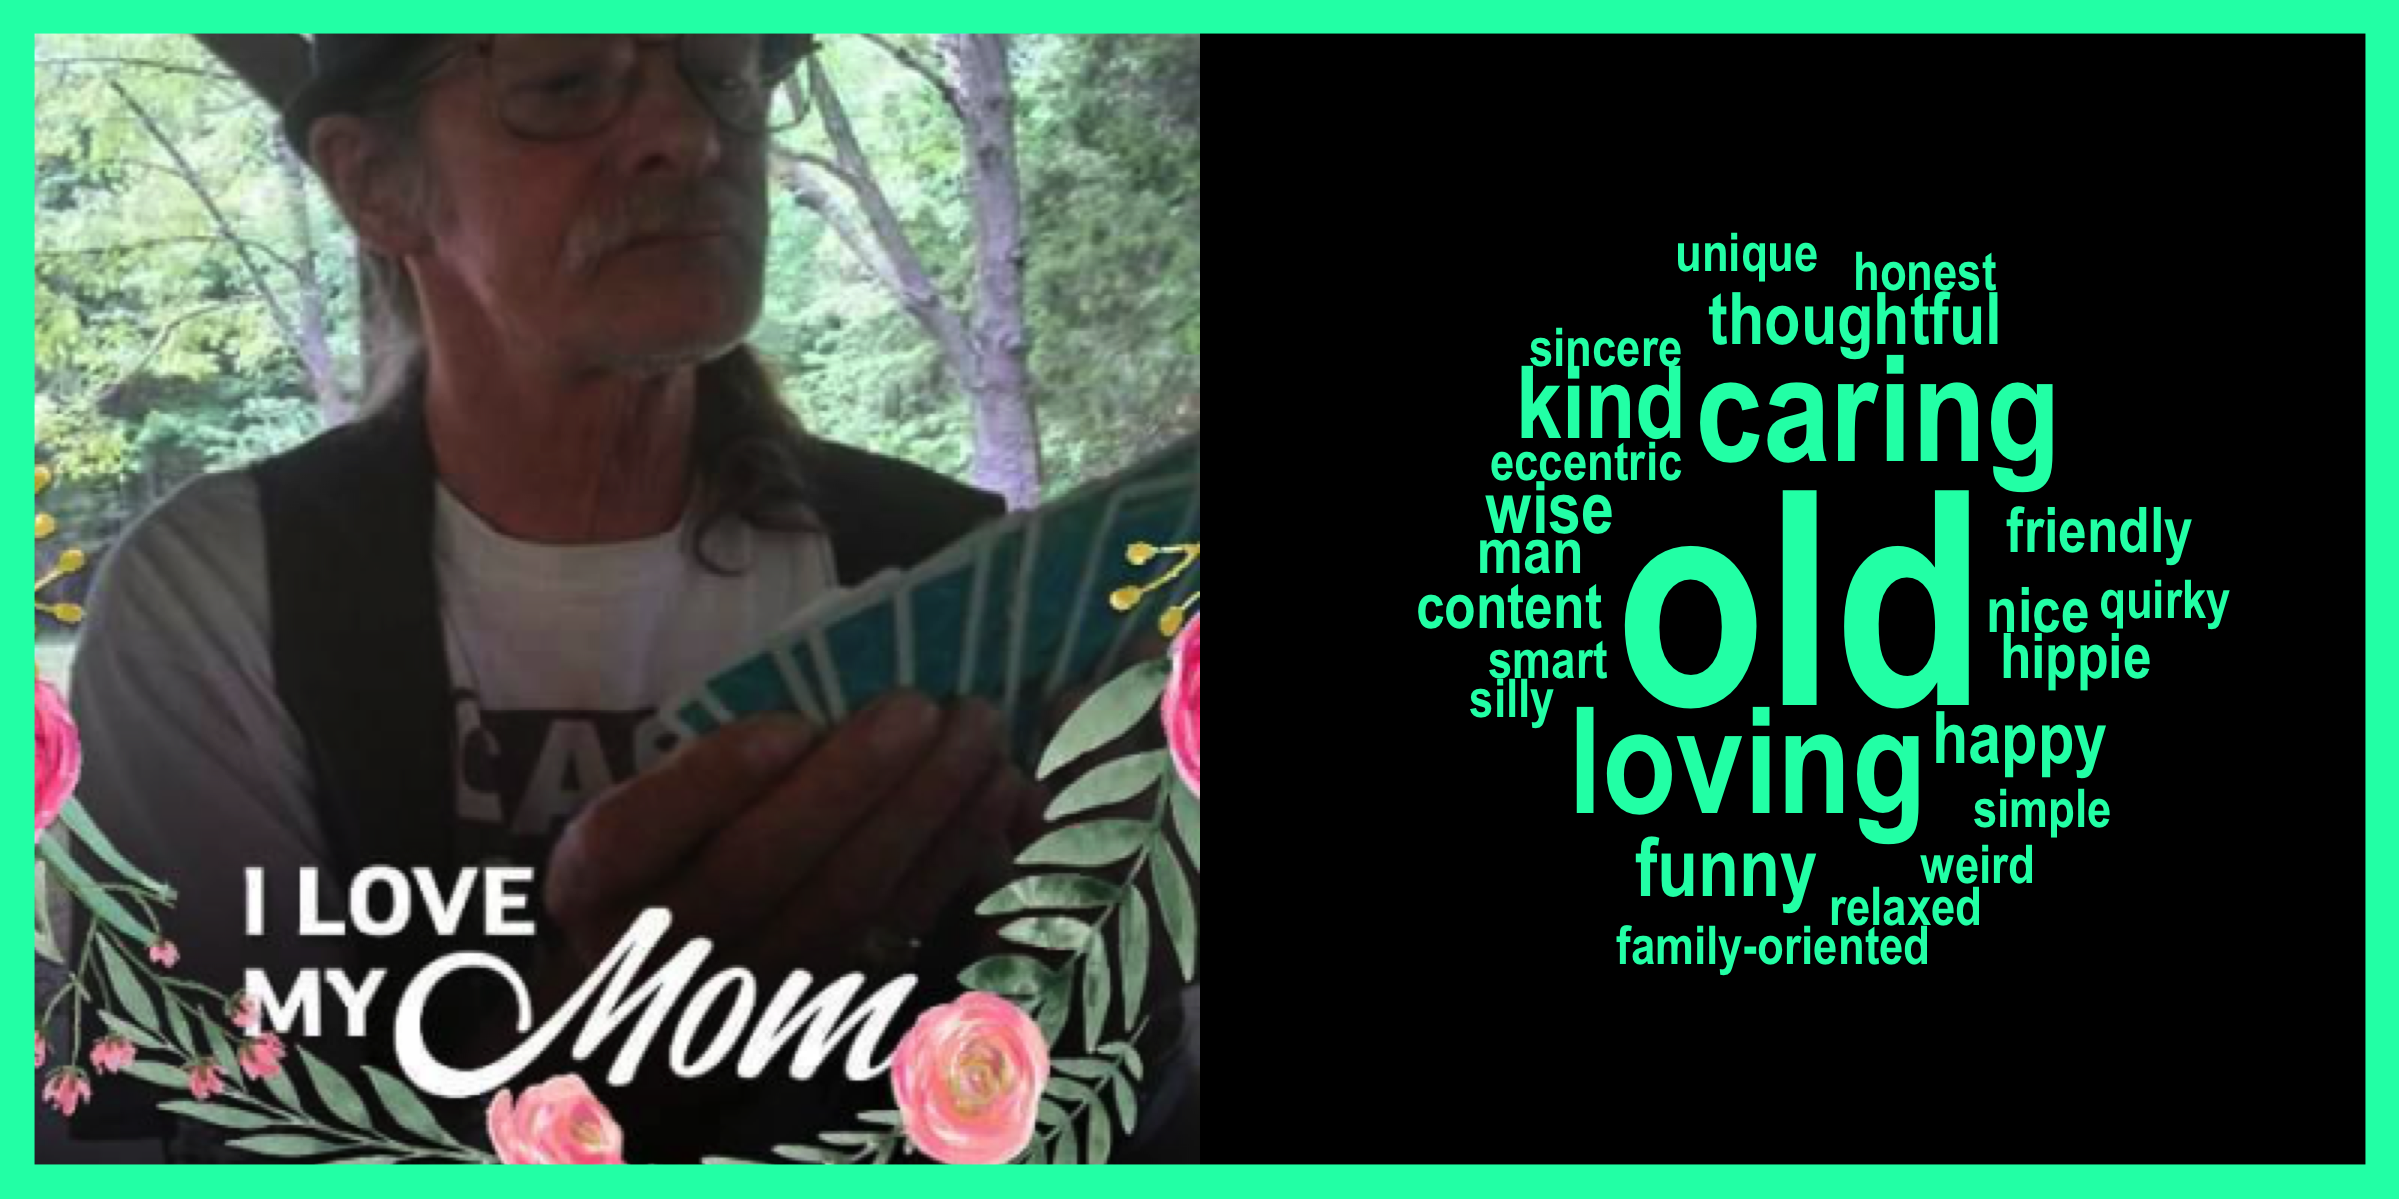 CAS
I LOVE
MY Mom
unique
honest
thoughtful
sincere
kind
caring
eccentric
wise
old
friendly
man
content
nice
quirky
smart
hippie
silly
loving
happy
simple
funny
weird
relaxed
family-oriented